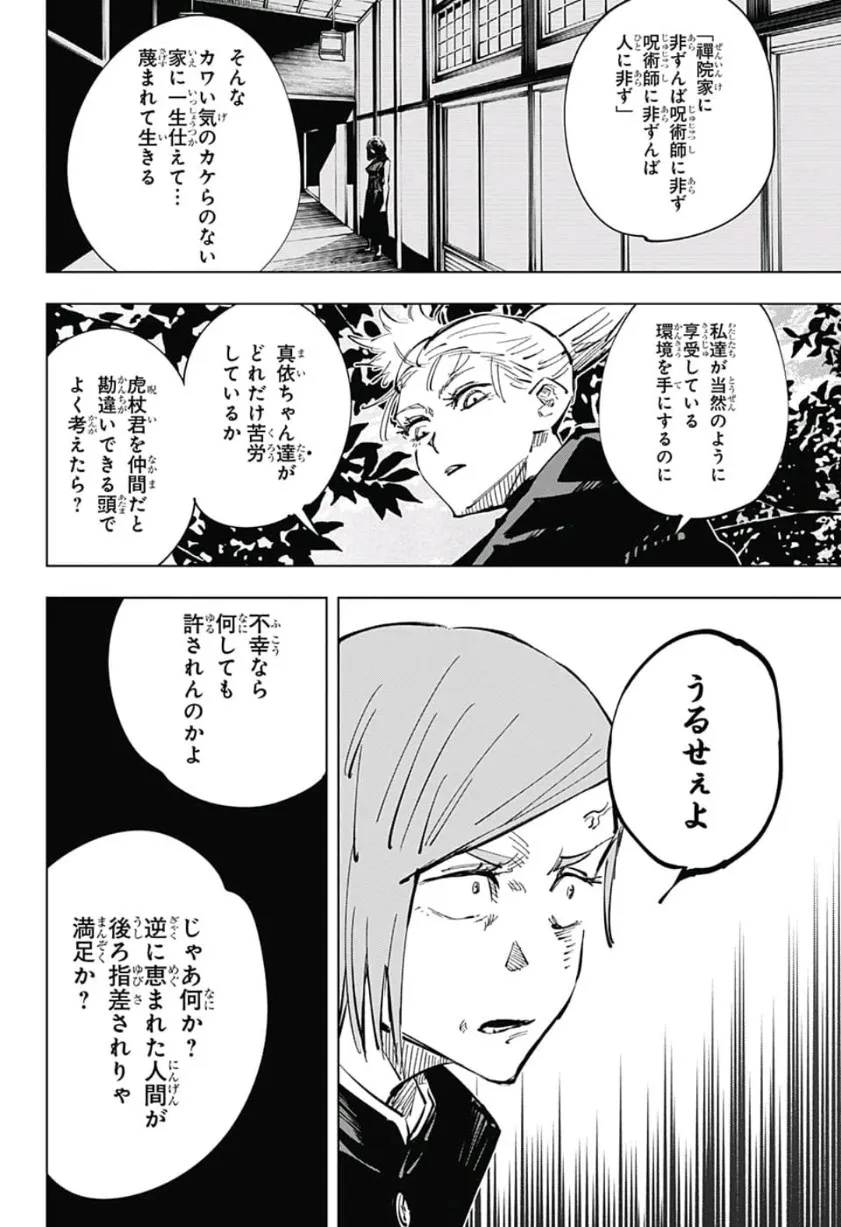 「禪院家に
非ずんば呪術師に非ず
呪術師に非ずんば
人に非ず」
そんな
カワい気のカケらのない
家に一生仕えて…
蔑まれて生きる
私達が当然のように
享受している
環境を手にするのに
真依ちゃん達が
どれだけ苦労
しているか
虎杖君を仲間だと
勘違いできる頭で
よく考えたら？
うるせぇよ
不幸なら
何しても
許されんのかよ
じゃあ何か？
逆に恵まれた人間が
後ろ指差されりゃ
満足か？